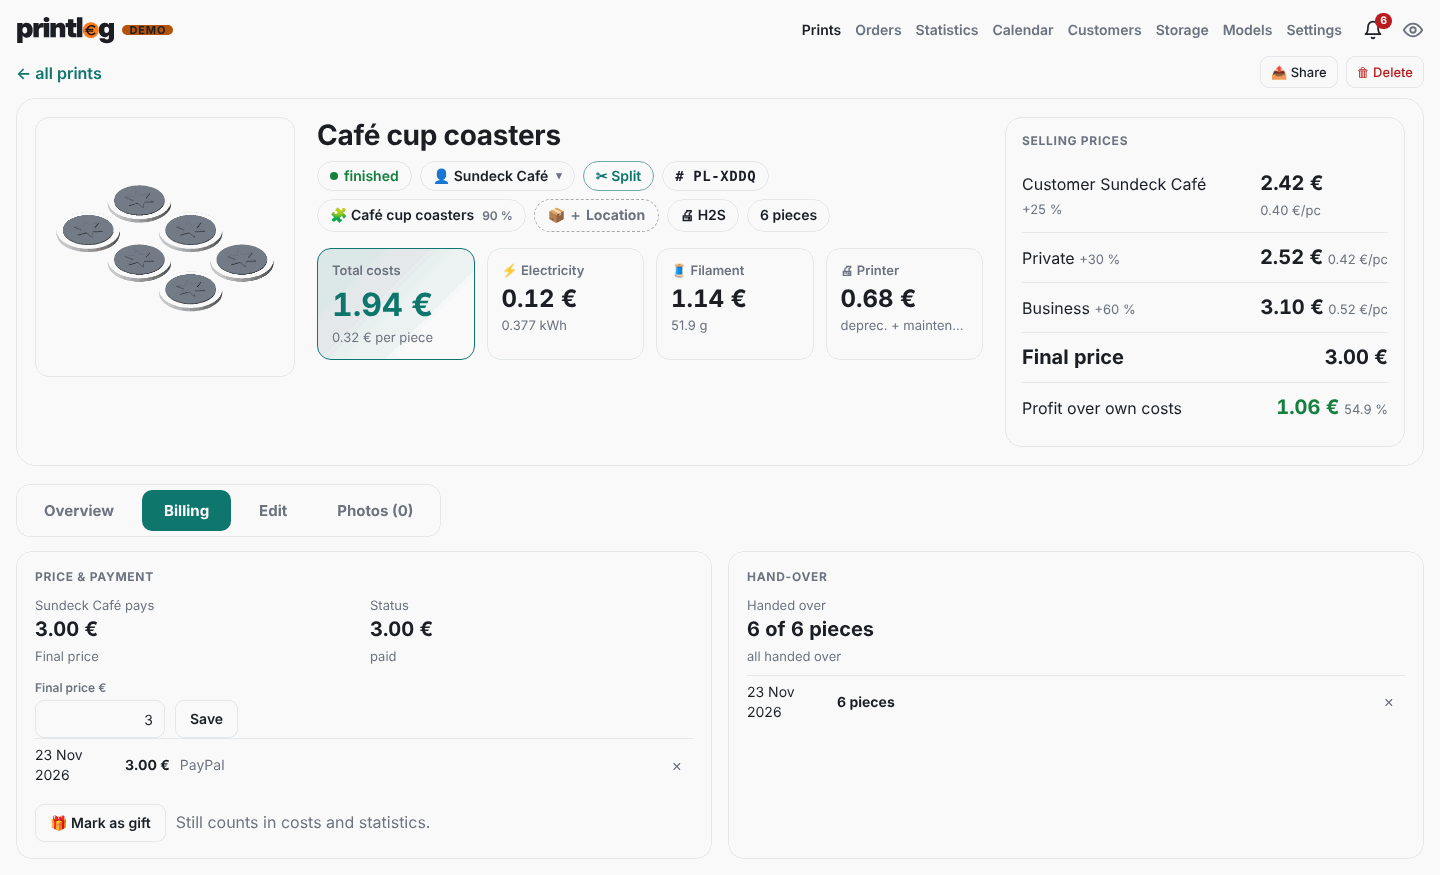 printl€g DEMO
Prints Orders Statistics Calendar Customers Storage Models Settings 6
← all prints
📤 Share 🗑 Delete
Café cup coasters
● finished 👤 Sundeck Café ▾ ✂ Split # PL-XDDQ
🧩 Café cup coasters 90 % 📦 + Location 🖨 H2S 6 pieces
Total costs
1.94 €
0.32 € per piece
⚡ Electricity
0.12 €
0.377 kWh
🧵 Filament
1.14 €
51.9 g
🖨 Printer
0.68 €
deprec. + mainten...
SELLING PRICES
Customer Sundeck Café 2.42 €
+25 % 0.40 €/pc
Private +30 % 2.52 € 0.42 €/pc
Business +60 % 3.10 € 0.52 €/pc
Final price 3.00 €
Profit over own costs 1.06 € 54.9 %
Overview Billing Edit Photos (0)
PRICE & PAYMENT
Sundeck Café pays
3.00 €
Final price
Status
3.00 €
paid
Final price €
3 Save
23 Nov
2026
3.00 € PayPal ×
🎁 Mark as gift Still counts in costs and statistics.
HAND-OVER
Handed over
6 of 6 pieces
all handed over
23 Nov
2026
6 pieces ×